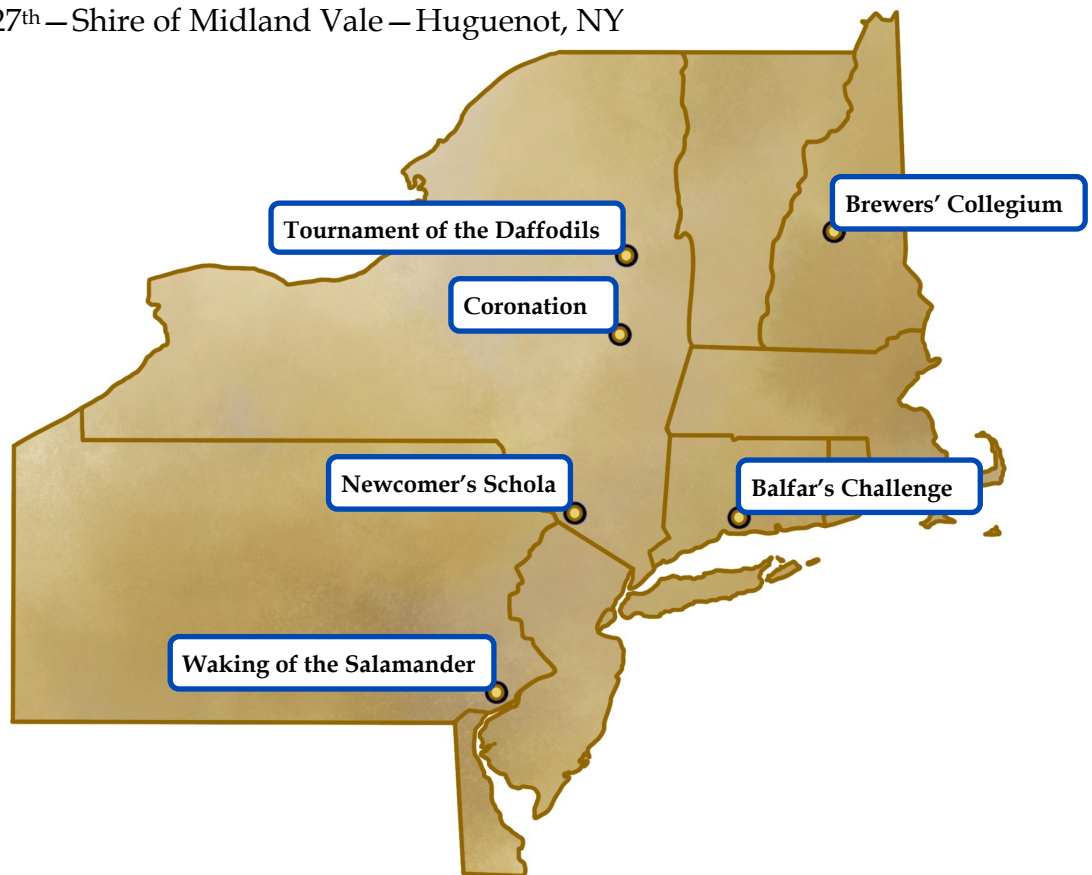 27th—Shire of Midland Vale—Huguenot, NY
Brewers’ Collegium
Tournament of the Daffodils
Coronation
Newcomer’s Schola
Balfar’s Challenge
Waking of the Salamander